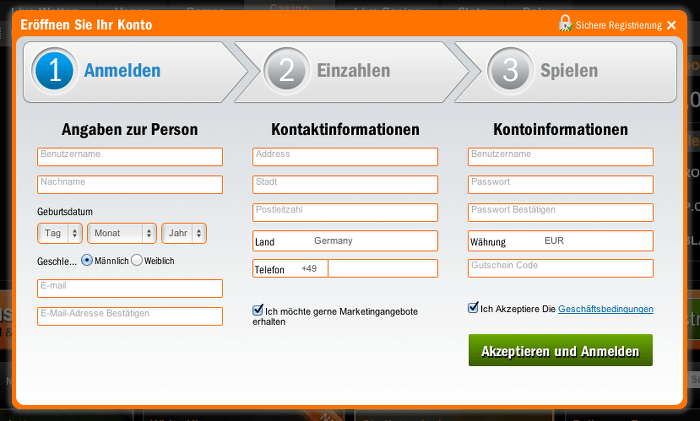 Casino
Eröffnen Sie Ihr Konto
Sichere Registrierung
1 Anmelden
2 Einzahlen
3 Spielen
Angaben zur Person
Kontaktinformationen
Kontoinformationen
Benutzername
Address
Benutzername
Nachname
Stadt
Passwort
Geburtsdatum
Postleitzahl
Passwort Bestätigen
Tag
Monat
Jahr
Land
Germany
Währung
EUR
Geschle...
Männlich
Weiblich
Telefon
+49
Gutschein Code
E-mail
E-Mail-Adresse Bestätigen
Ich möchte gerne Marketingangebote
erhalten
Ich Akzeptiere Die Geschäftsbedingungen
Akzeptieren und Anmelden